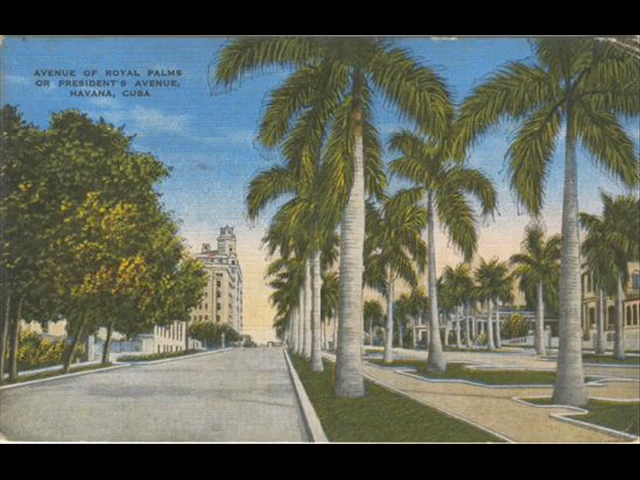 AVENUE OF ROYAL PALMS
OR PRESIDENT'S AVENUE,
HAVANA, CUBA